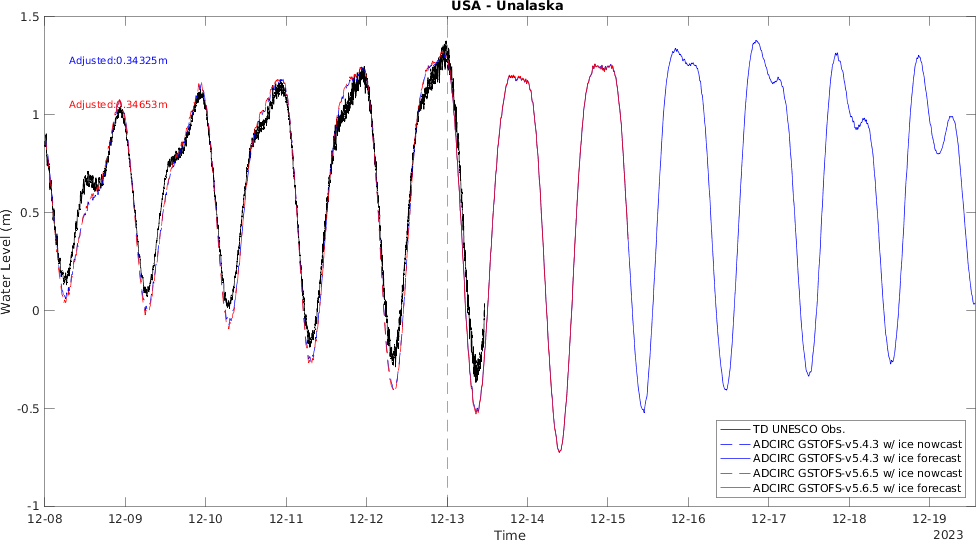 USA - Unalaska
1.5
Adjusted:0.34325m
Adjusted:0.34653m
1
0.5
0
-0.5
-1
Water Level (m)
TD UNESCO Obs.
ADCIRC GSTOFS-v5.4.3 w/ ice nowcast
ADCIRC GSTOFS-v5.4.3 w/ ice forecast
ADCIRC GSTOFS-v5.6.5 w/ ice nowcast
ADCIRC GSTOFS-v5.6.5 w/ ice forecast
12-08 12-09 12-10 12-11 12-12 12-13 12-14 12-15 12-16 12-17 12-18 12-19
Time
2023